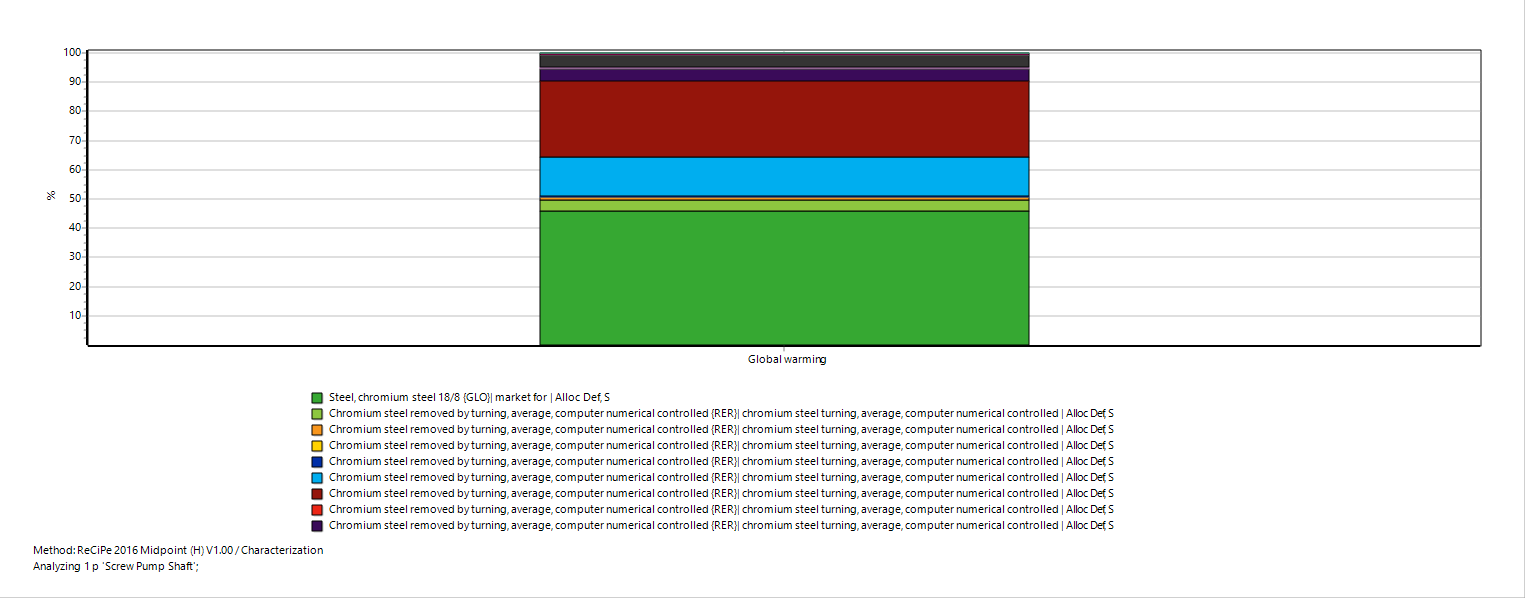 100
90
80
70
60
%
50
40
30
20
10
Global warming
Steel, chromium steel 18/8 {GLO}| market for | Alloc Def, S
Chromium steel removed by turning, average, computer numerical controlled {RER}| chromium steel turning, average, computer numerical controlled | Alloc Def, S
Chromium steel removed by turning, average, computer numerical controlled {RER}| chromium steel turning, average, computer numerical controlled | Alloc Def, S
Chromium steel removed by turning, average, computer numerical controlled {RER}| chromium steel turning, average, computer numerical controlled | Alloc Def, S
Chromium steel removed by turning, average, computer numerical controlled {RER}| chromium steel turning, average, computer numerical controlled | Alloc Def, S
Chromium steel removed by turning, average, computer numerical controlled {RER}| chromium steel turning, average, computer numerical controlled | Alloc Def, S
Chromium steel removed by turning, average, computer numerical controlled {RER}| chromium steel turning, average, computer numerical controlled | Alloc Def, S
Chromium steel removed by turning, average, computer numerical controlled {RER}| chromium steel turning, average, computer numerical controlled | Alloc Def, S
Chromium steel removed by turning, average, computer numerical controlled {RER}| chromium steel turning, average, computer numerical controlled | Alloc Def, S
Method: ReCiPe 2016 Midpoint (H) V1.00 / Characterization
Analyzing 1 p 'Screw Pump Shaft';